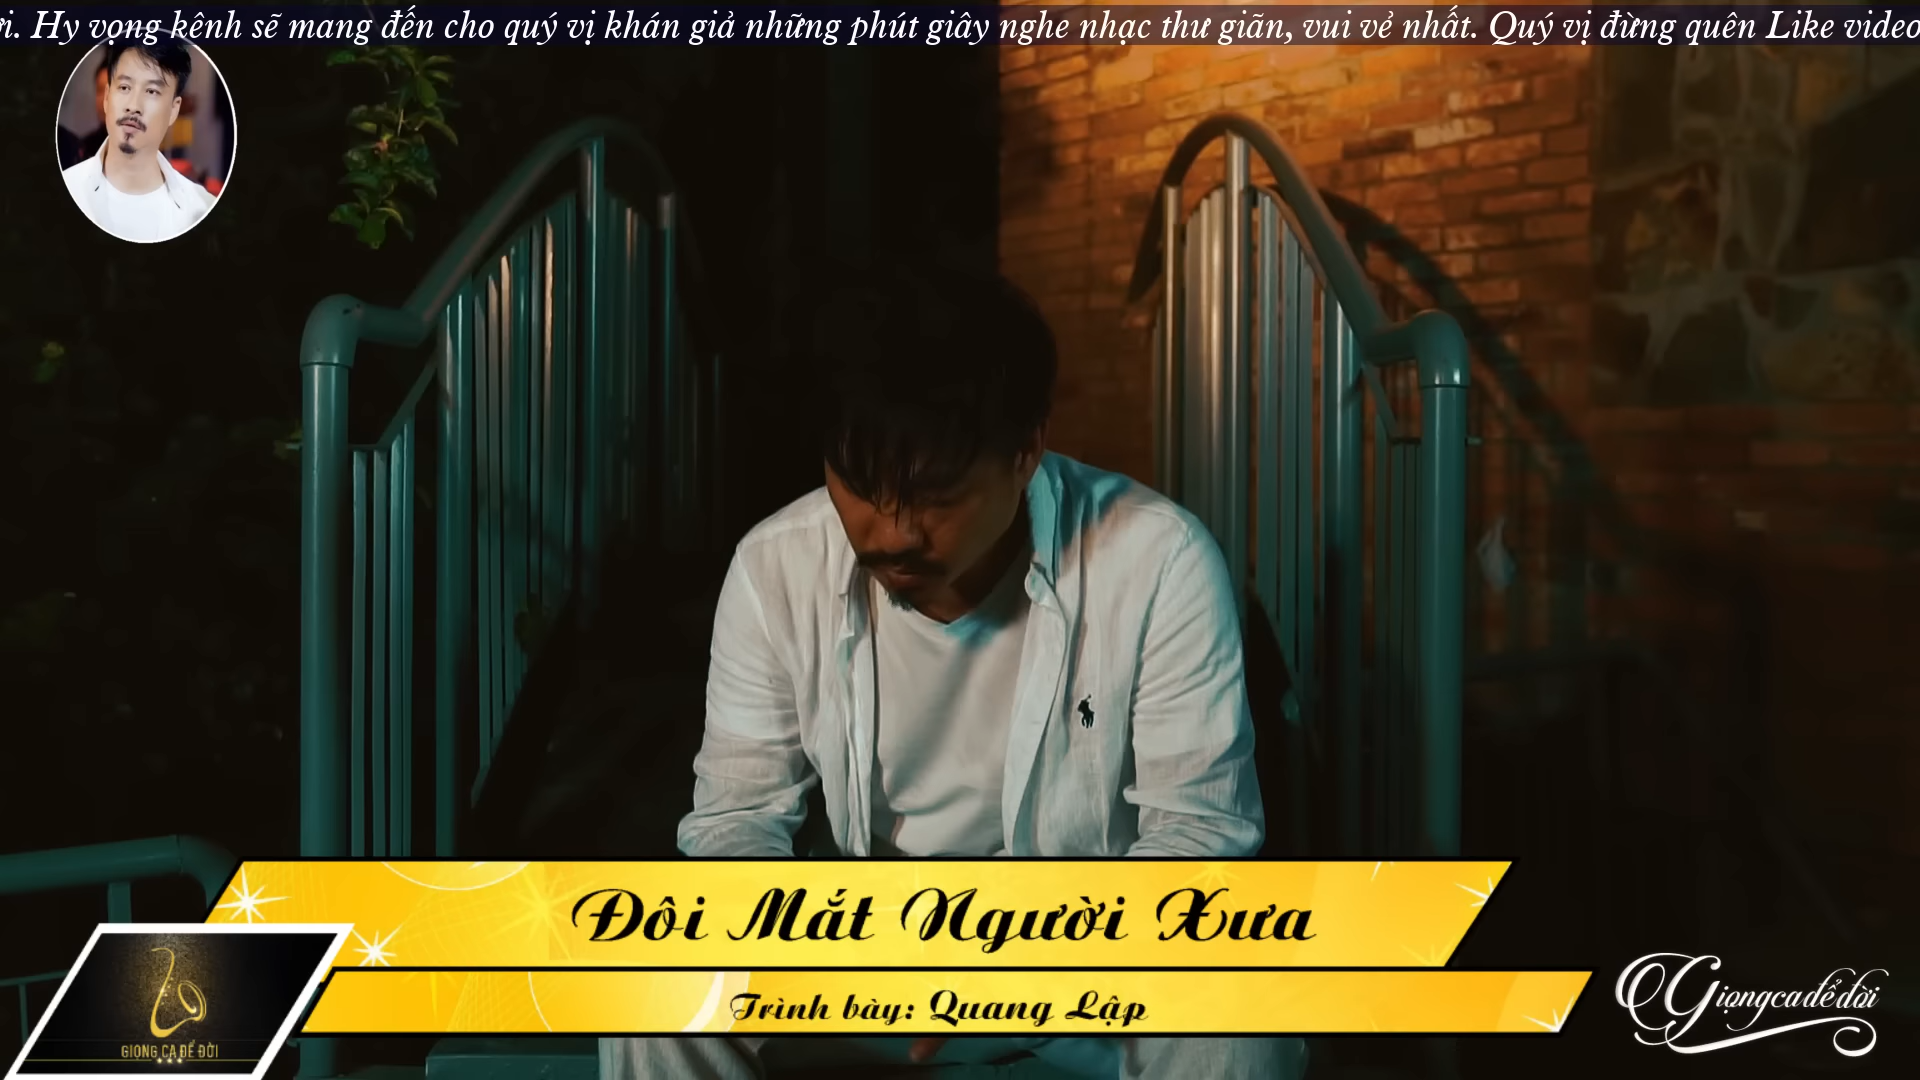 ời. Hy vọng kênh sẽ mang đến cho quý vị khán giả những phút giây nghe nhạc thư giãn, vui vẻ nhất. Quý vị đừng quên Like video
Đôi Mắt Người Xưa
Trình bày: Quang Lập
GIỌNG CA ĐỂ ĐỜI
Giọngcađểđời